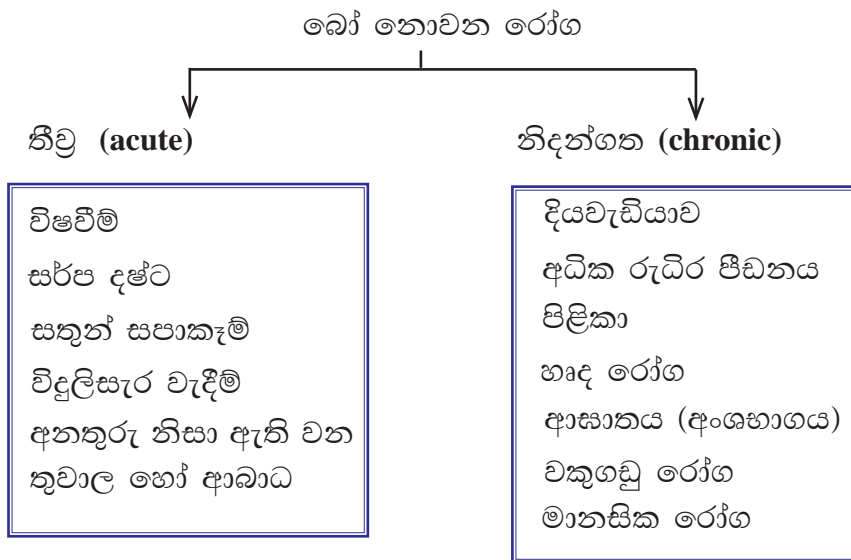 බෝ නොවන රෝග
තීව්‍ර (acute)
විෂවීම්
සර්ප දෂ්ට
සතුන් සපාකෑම්
විදුලිසැර වැදීම්
අනතුරු නිසා ඇති වන
තුවාල හෝ ආබාධ
නිදන්ගත (chronic)
දියවැඩියාව
අධික රුධිර පීඩනය
පිළිකා
හෘද රෝග
ආඝාතය (අංශභාගය)
වකුගඩු රෝග
මානසික රෝග